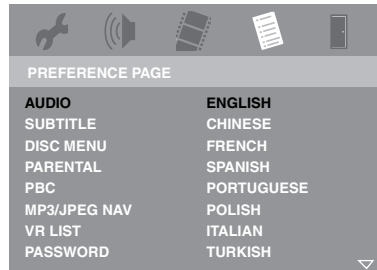 PREFERENCE PAGE
AUDIO ENGLISH
SUBTITLE CHINESE
DISC MENU FRENCH
PARENTAL SPANISH
PBC PORTUGUESE
MP3/JPEG NAV POLISH
VR LIST ITALIAN
PASSWORD TURKISH